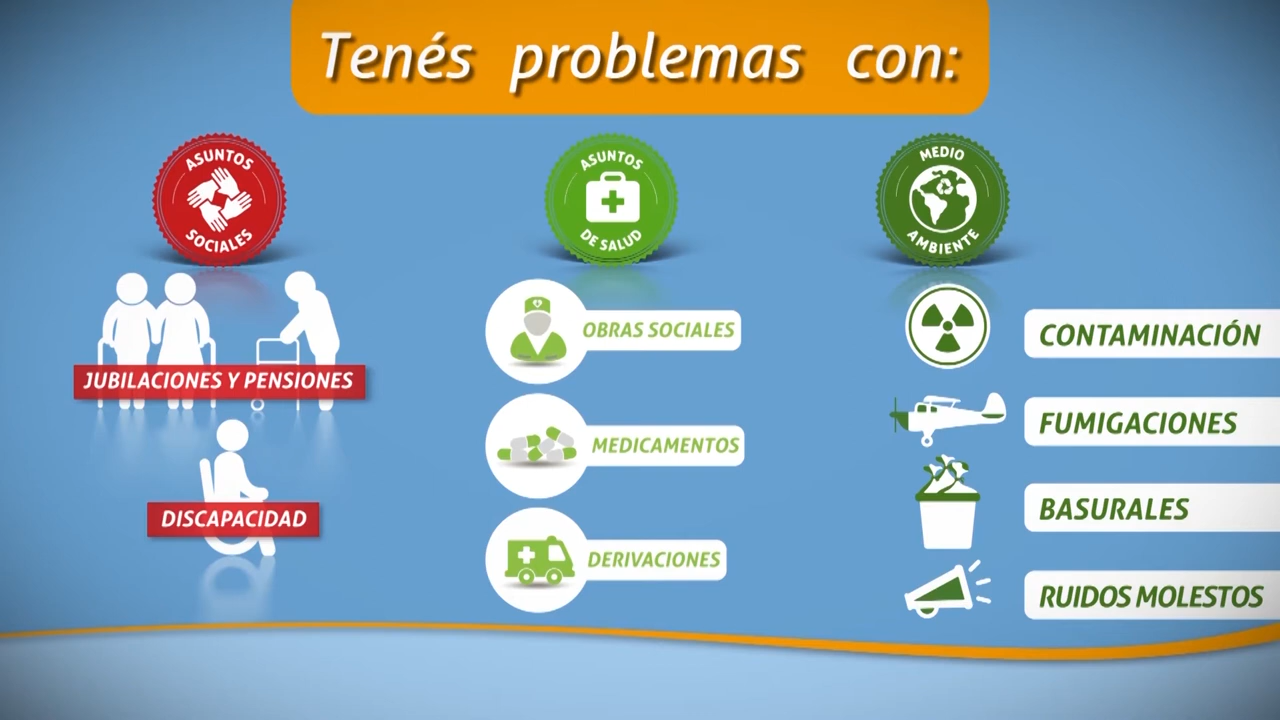 Tenés problemas con:
ASUNTOS
SOCIALES
JUBILACIONES Y PENSIONES
DISCAPACIDAD
ASUNTOS
DE SALUD
OBRAS SOCIALES
MEDICAMENTOS
DERIVACIONES
MEDIO
AMBIENTE
CONTAMINACIÓN
FUMIGACIONES
BASURALES
RUIDOS MOLESTOS